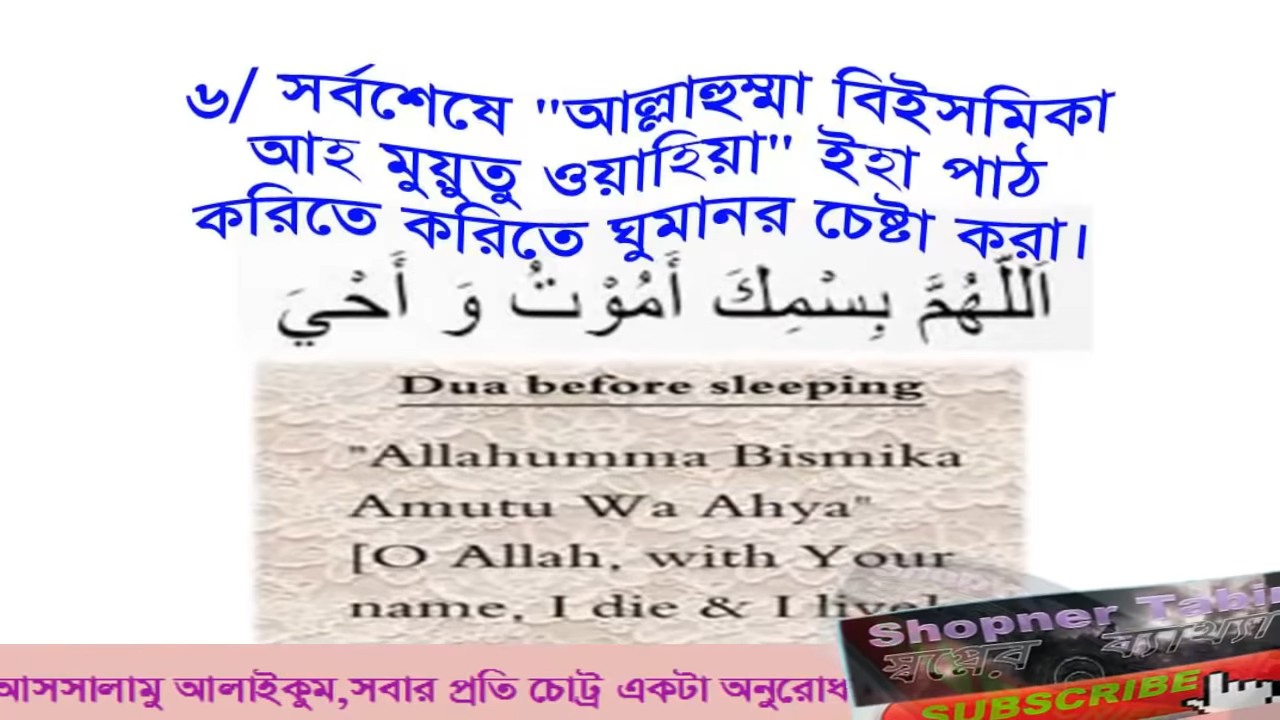 ৬/ সর্বশেষে "আল্লাহুম্মা বিইসমিকা
আহ মুয়ুতু ওয়াহিয়া" ইহা পাঠ
করিতে করিতে ঘুমানর চেষ্টা করা।
اَللّٰهُمَّ بِسْمِكَ أَمُوْتُ وَ أَحْيَ
Dua before sleeping
"Allahumma Bismika
Amutu Wa Ahya"
[O Allah, with Your
name, I die & I live]
Shopner Tabir
স্বপ্নের ব্যাখ্যা
SUBSCRIBE
আসসালামু আলাইকুম,সবার প্রতি চোট্র একটা অনুরোধ